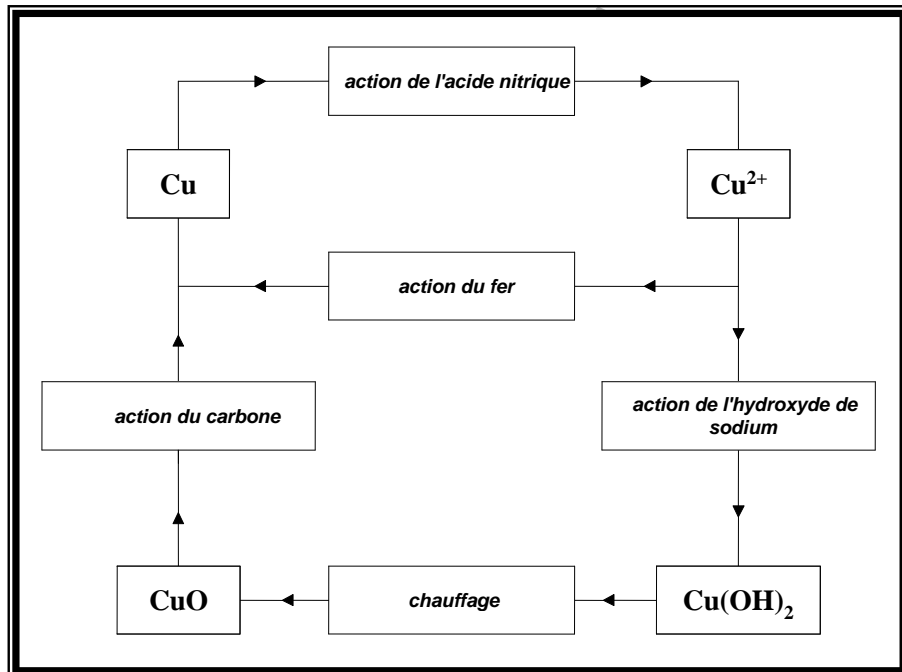 action de l'acide nitrique
Cu
Cu²⁺
action du fer
action du carbone
action de l'hydroxyde de
sodium
CuO
chauffage
Cu(OH)₂